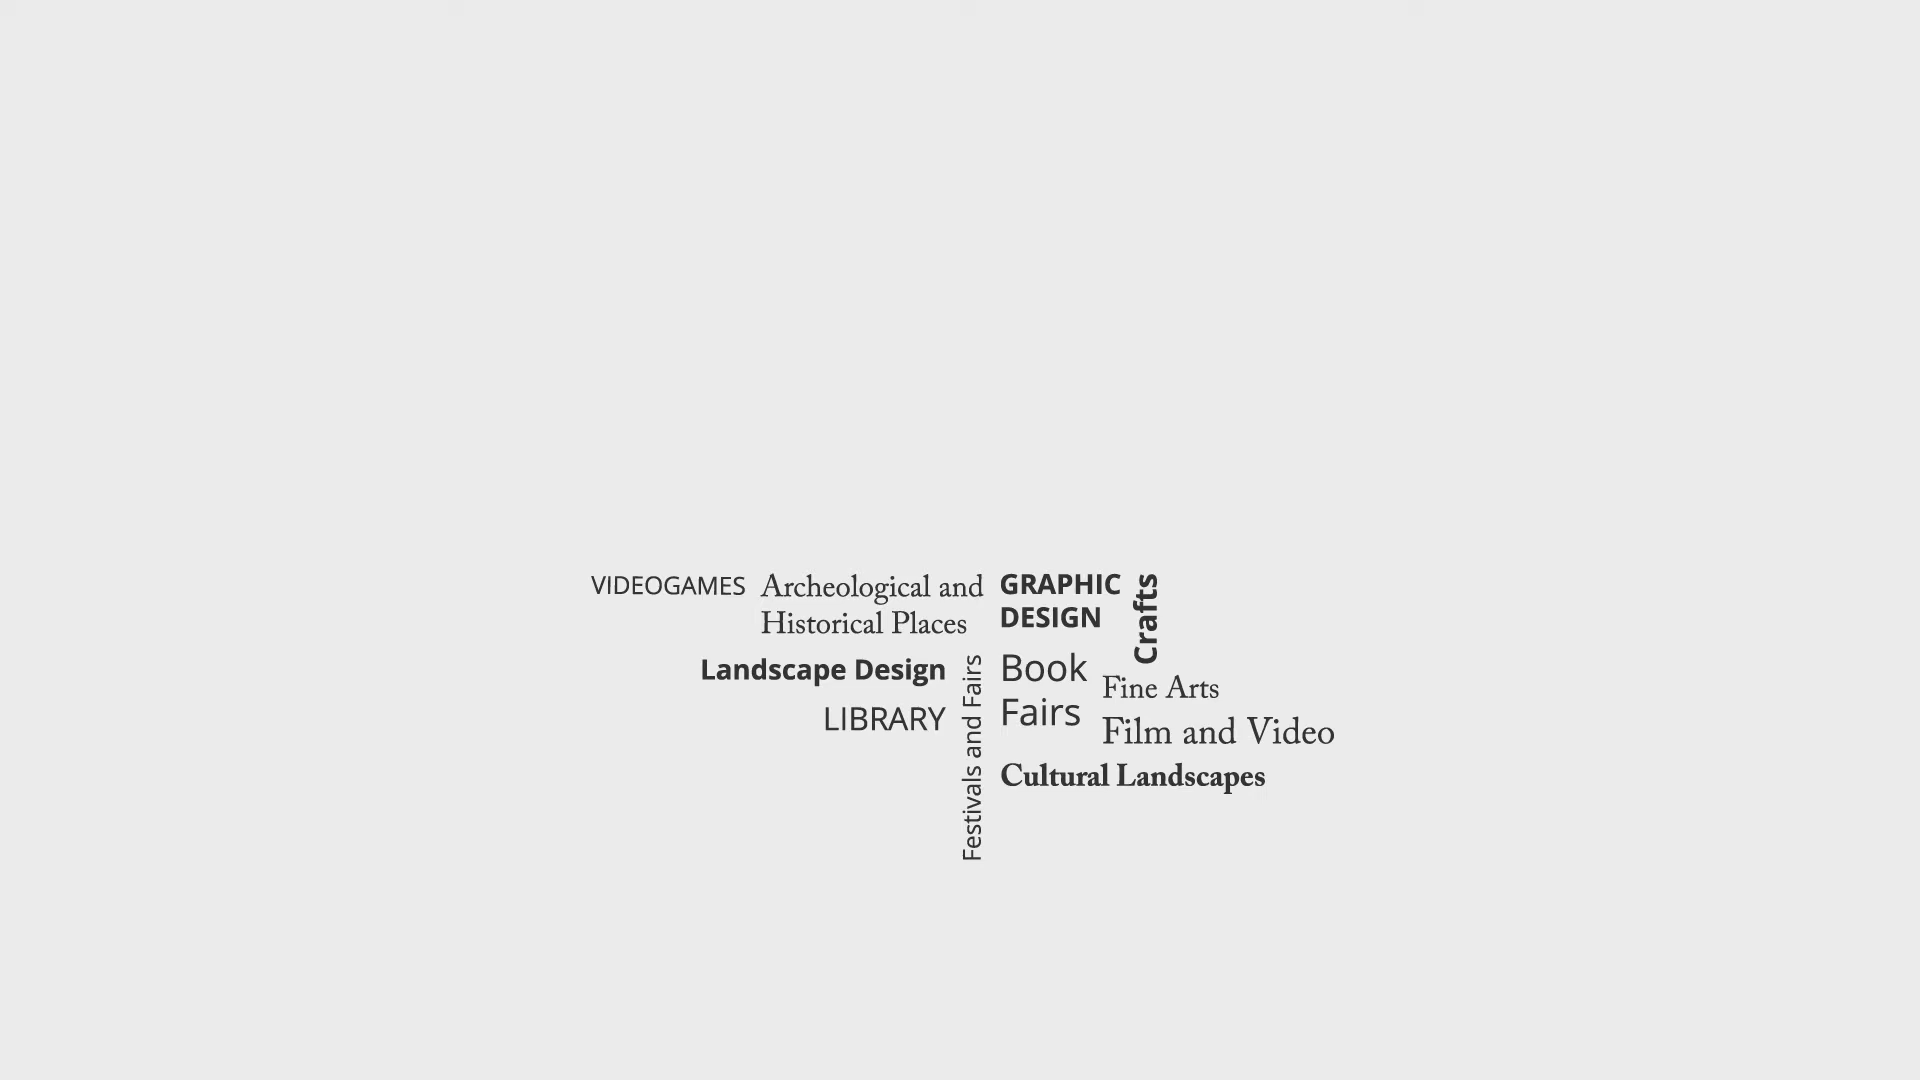 VIDEOGAMES
Archeological and
Historical Places
GRAPHIC
DESIGN
Crafts
Landscape Design
LIBRARY
Festivals and Fairs
Book
Fairs
Fine Arts
Film and Video
Cultural Landscapes